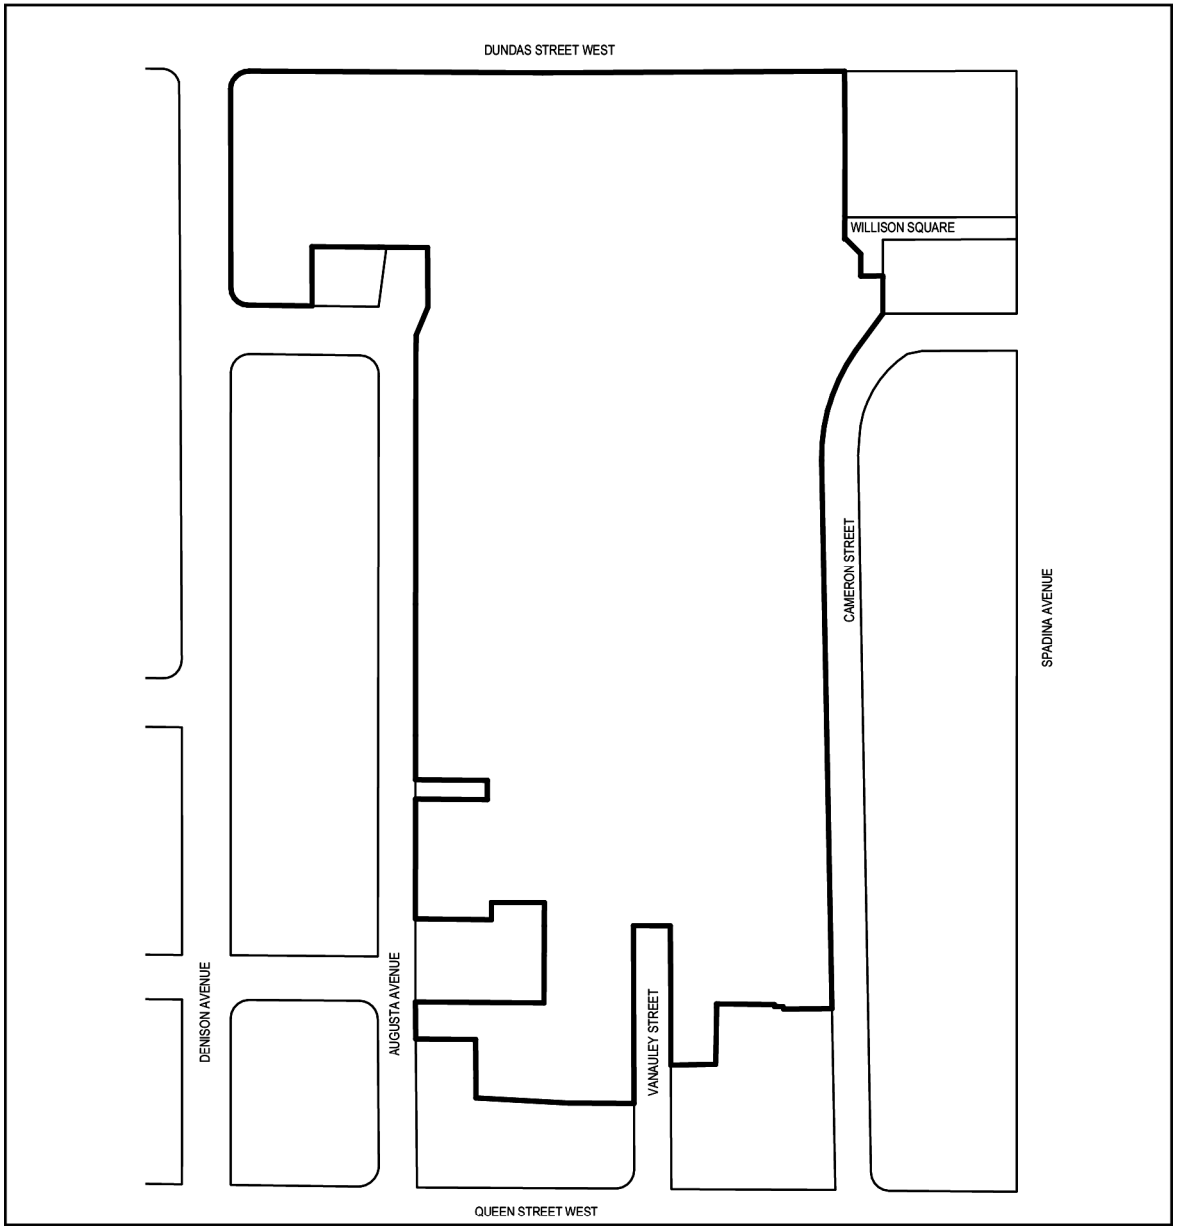 DUNDAS STREET WEST
WILLISON SQUARE
CAMERON STREET
SPADINA AVENUE
DENISON AVENUE
AUGUSTA AVENUE
VANAULEY STREET
QUEEN STREET WEST